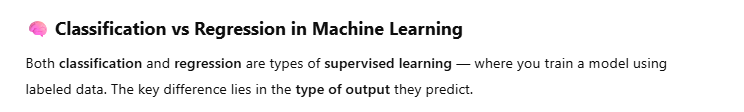 🧠 Classification vs Regression in Machine Learning
Both classification and regression are types of supervised learning — where you train a model using
labeled data. The key difference lies in the type of output they predict.